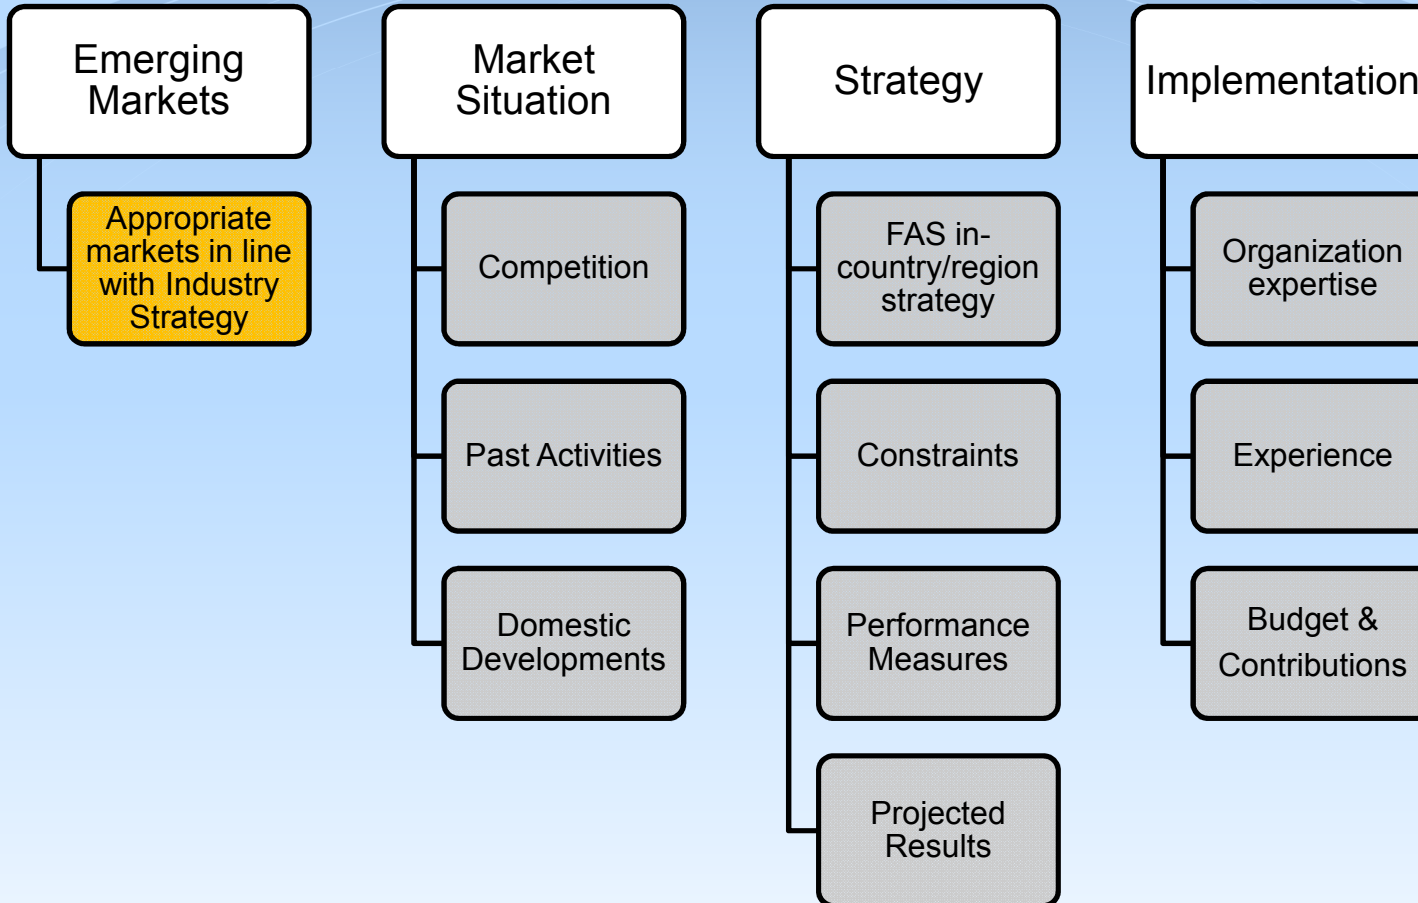 Emerging
Markets
Appropriate
markets in line
with Industry
Strategy
Market
Situation
Competition
Past Activities
Domestic
Developments
Strategy
FAS in-
country/region
strategy
Constraints
Performance
Measures
Projected
Results
Implementation
Organization
expertise
Experience
Budget &
Contributions